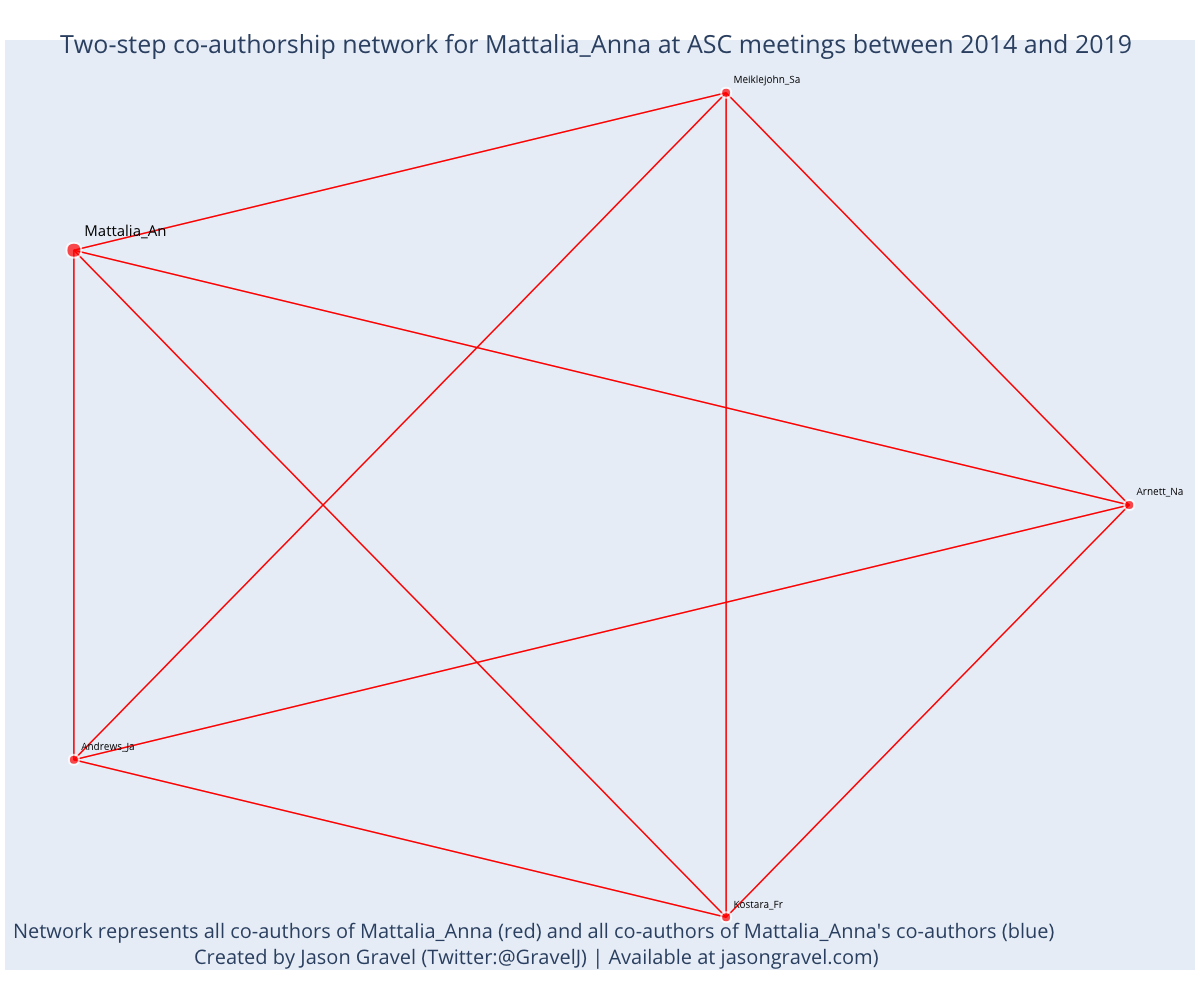 Two-step co-authorship network for Mattalia_Anna at ASC meetings between 2014 and 2019
Meiklejohn_Sa
Mattalia_An
Arnett_Na
Andrews_Ja
Kostara_Fr
Network represents all co-authors of Mattalia_Anna (red) and all co-authors of Mattalia_Anna's co-authors (blue)
Created by Jason Gravel (Twitter:@GravelJ) | Available at jasongravel.com)